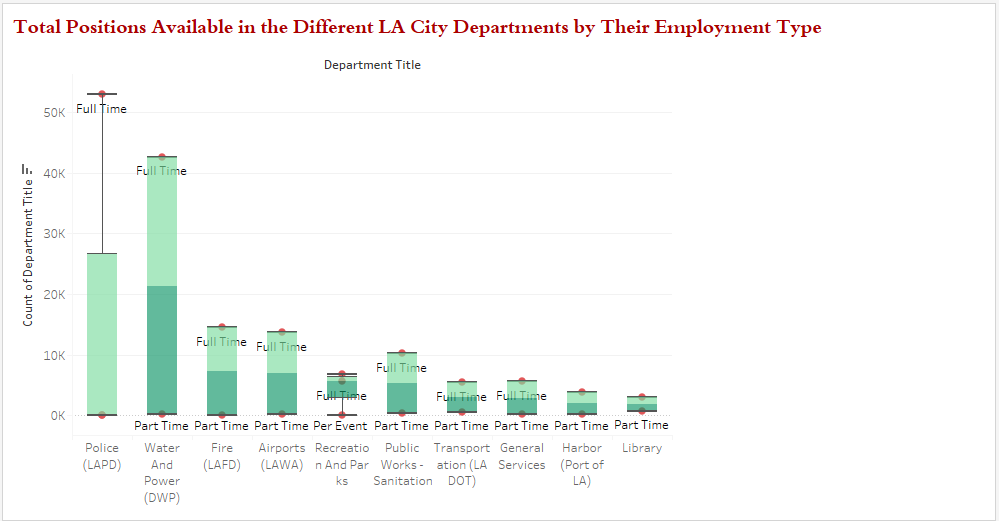 Total Positions Available in the Different LA City Departments by Their Employment Type
Department Title
Count of Department Title
50K
40K
30K
20K
10K
0K
Full Time
Full Time
Full Time
Full Time
Full Time
Full Time
Full Time
Full Time
Part Time
Part Time
Part Time
Per Event
Part Time
Part Time
Part Time
Part Time
Part Time
Police
(LAPD)
Water
And
Power
(DWP)
Fire
(LAFD)
Airports
(LAWA)
Recreatio
n And Par
ks
Public
Works -
Sanitation
Transport
ation (LA
DOT)
General
Services
Harbor
(Port of
LA)
Library